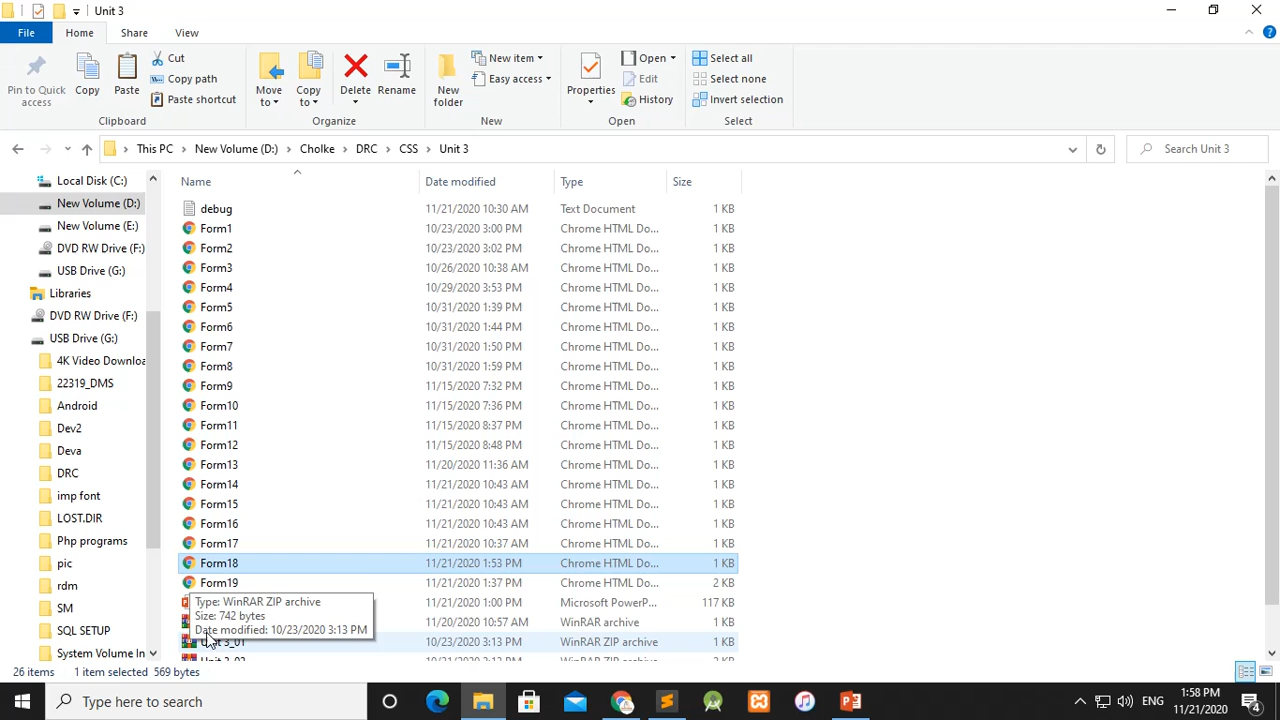 Unit 3
File Home Share View
Pin to Quick access
Copy
Paste
Cut
Copy path
Paste shortcut
Clipboard
Move to
Copy to
Delete
Rename
Organize
New folder
New item
Easy access
New
Properties
Open
Edit
History
Open
Select all
Select none
Invert selection
Select
This PC New Volume (D:) Cholke DRC CSS Unit 3
Search Unit 3
Local Disk (C:)
New Volume (D:)
New Volume (E:)
DVD RW Drive (F:)
USB Drive (G:)
Libraries
DVD RW Drive (F:)
USB Drive (G:)
4K Video Downloa
22319_DMS
Android
Dev2
Deva
DRC
imp font
LOST.DIR
Php programs
pic
rdm
SM
SQL SETUP
System Volume In
Name Date modified Type Size
debug 11/21/2020 10:30 AM Text Document 1 KB
Form1 10/23/2020 3:00 PM Chrome HTML Do... 1 KB
Form2 10/23/2020 3:02 PM Chrome HTML Do... 1 KB
Form3 10/26/2020 10:38 AM Chrome HTML Do... 1 KB
Form4 10/29/2020 3:53 PM Chrome HTML Do... 1 KB
Form5 10/31/2020 1:39 PM Chrome HTML Do... 1 KB
Form6 10/31/2020 1:44 PM Chrome HTML Do... 1 KB
Form7 10/31/2020 1:50 PM Chrome HTML Do... 1 KB
Form8 10/31/2020 1:59 PM Chrome HTML Do... 1 KB
Form9 11/15/2020 7:32 PM Chrome HTML Do... 1 KB
Form10 11/15/2020 7:36 PM Chrome HTML Do... 1 KB
Form11 11/15/2020 8:37 PM Chrome HTML Do... 1 KB
Form12 11/15/2020 8:48 PM Chrome HTML Do... 1 KB
Form13 11/20/2020 11:36 AM Chrome HTML Do... 1 KB
Form14 11/21/2020 10:43 AM Chrome HTML Do... 1 KB
Form15 11/21/2020 10:43 AM Chrome HTML Do... 1 KB
Form16 11/21/2020 10:43 AM Chrome HTML Do... 1 KB
Form17 11/21/2020 10:37 AM Chrome HTML Do... 1 KB
Form18 11/21/2020 1:53 PM Chrome HTML Do... 1 KB
Form19 11/21/2020 1:37 PM Chrome HTML Do... 2 KB
11/21/2020 1:00 PM Microsoft PowerP... 117 KB
11/20/2020 10:57 AM WinRAR archive 1 KB
10/23/2020 3:13 PM WinRAR ZIP archive 1 KB
Type: WinRAR ZIP archive
Size: 742 bytes
Date modified: 10/23/2020 3:13 PM
26 items 1 item selected 569 bytes
Type here to search
ENG
1:58 PM
11/21/2020
4